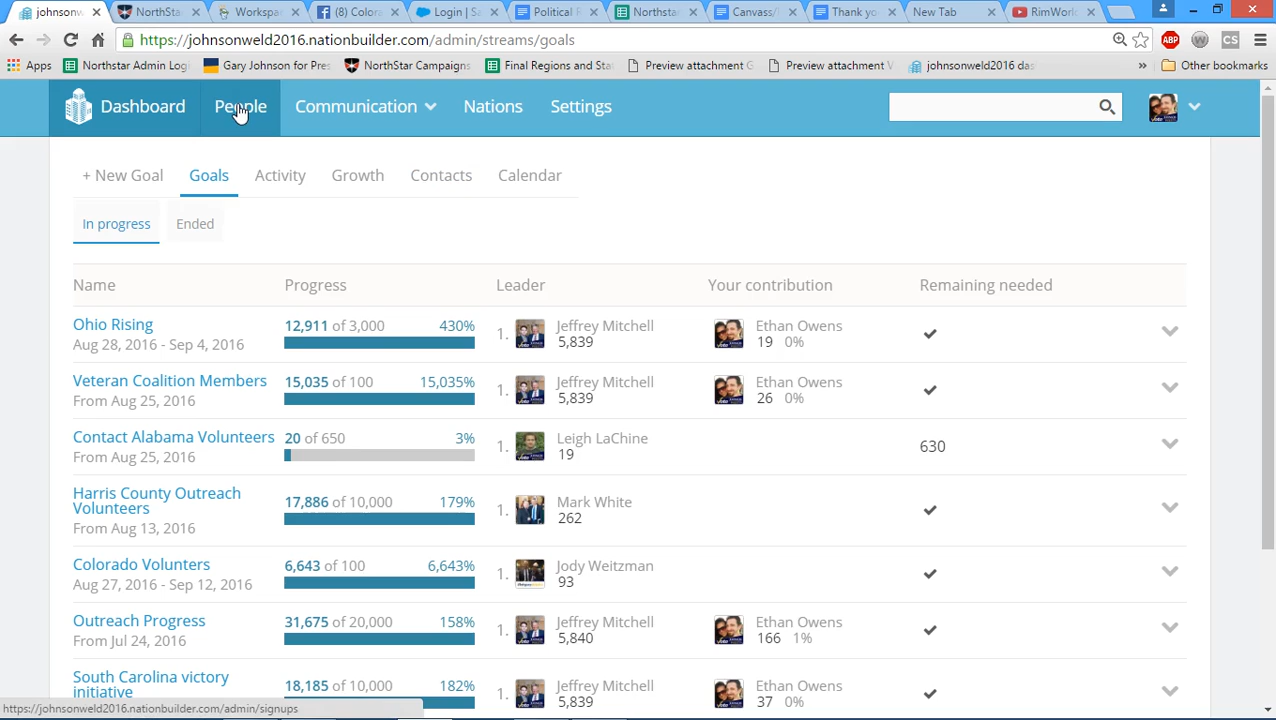 johnsonw
NorthSta
Workspa
(8) Colora
Login | Sa
Political R
Northsta
Canvass/
Thank yo
New Tab
RimWorl
https://johnsonweld2016.nationbuilder.com/admin/streams/goals
ABP
CS
Apps
Northstar Admin Logi
Gary Johnson for Pres
NorthStar Campaigns
Final Regions and Sta
Preview attachment
Preview attachment V
johnsonweld2016 das
»
Other bookmarks
Dashboard
People
Communication
Nations
Settings
+ New Goal
Goals
Activity
Growth
Contacts
Calendar
In progress
Ended
Name
Progress
Leader
Your contribution
Remaining needed
Ohio Rising
Aug 28, 2016 - Sep 4, 2016
12,911 of 3,000
430%
1.
Jeffrey Mitchell
5,839
Ethan Owens
19 0%
Veteran Coalition Members
From Aug 25, 2016
15,035 of 100
15,035%
1.
Jeffrey Mitchell
5,839
Ethan Owens
26 0%
Contact Alabama Volunteers
From Aug 25, 2016
20 of 650
3%
1.
Leigh LaChine
19
630
Harris County Outreach
Volunteers
From Aug 13, 2016
17,886 of 10,000
179%
1.
Mark White
262
Colorado Volunters
Aug 27, 2016 - Sep 12, 2016
6,643 of 100
6,643%
1.
Jody Weitzman
93
Outreach Progress
From Jul 24, 2016
31,675 of 20,000
158%
1.
Jeffrey Mitchell
5,840
Ethan Owens
166 1%
South Carolina victory
initiative
18,185 of 10,000
182%
1.
Jeffrey Mitchell
5,839
Ethan Owens
37 0%
https://johnsonweld2016.nationbuilder.com/admin/signups